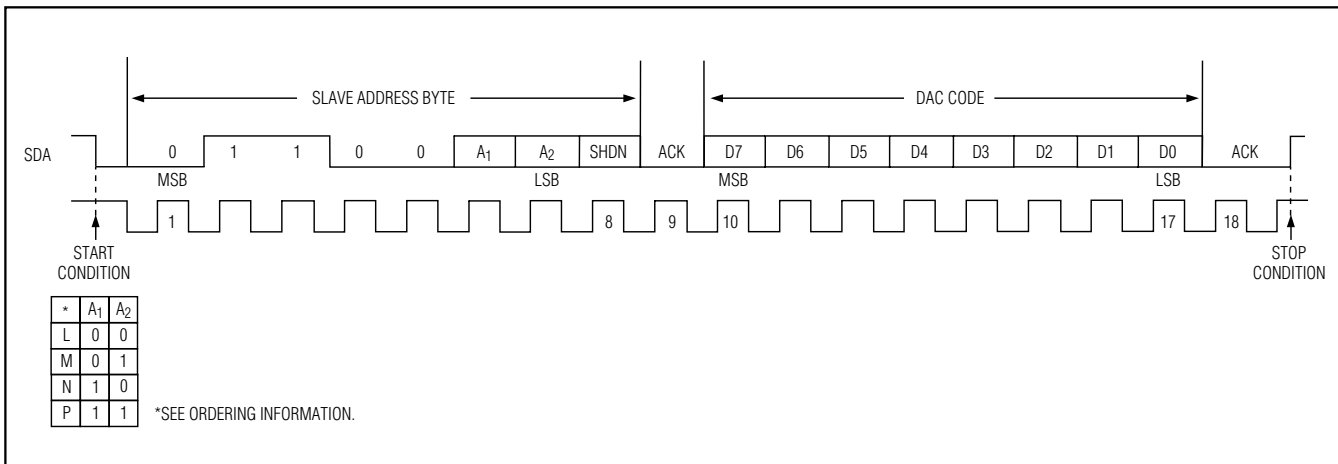 SLAVE ADDRESS BYTE DAC CODE
SDA 0 1 1 0 0 A1 A2 SHDN ACK D7 D6 D5 D4 D3 D2 D1 D0 ACK
MSB LSB MSB LSB
1 8 9 10 17 18
START CONDITION STOP CONDITION
* A1 A2
L 0 0
M 0 1
N 1 0
P 1 1 *SEE ORDERING INFORMATION.